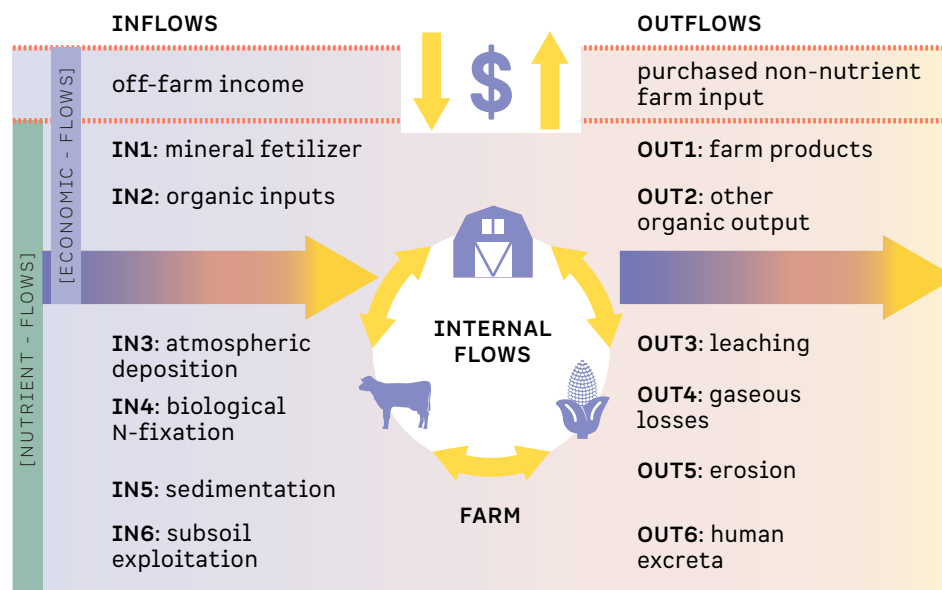 INFLOWS
off-farm income
IN1: mineral fetilizer
IN2: organic inputs
IN3: atmospheric
deposition
IN4: biological
N-fixation
IN5: sedimentation
IN6: subsoil
exploitation
[ECONOMIC - FLOWS]
[NUTRIENT - FLOWS]
$
INTERNAL
FLOWS
FARM
OUTFLOWS
purchased non-nutrient
farm input
OUT1: farm products
OUT2: other
organic output
OUT3: leaching
OUT4: gaseous
losses
OUT5: erosion
OUT6: human
excreta